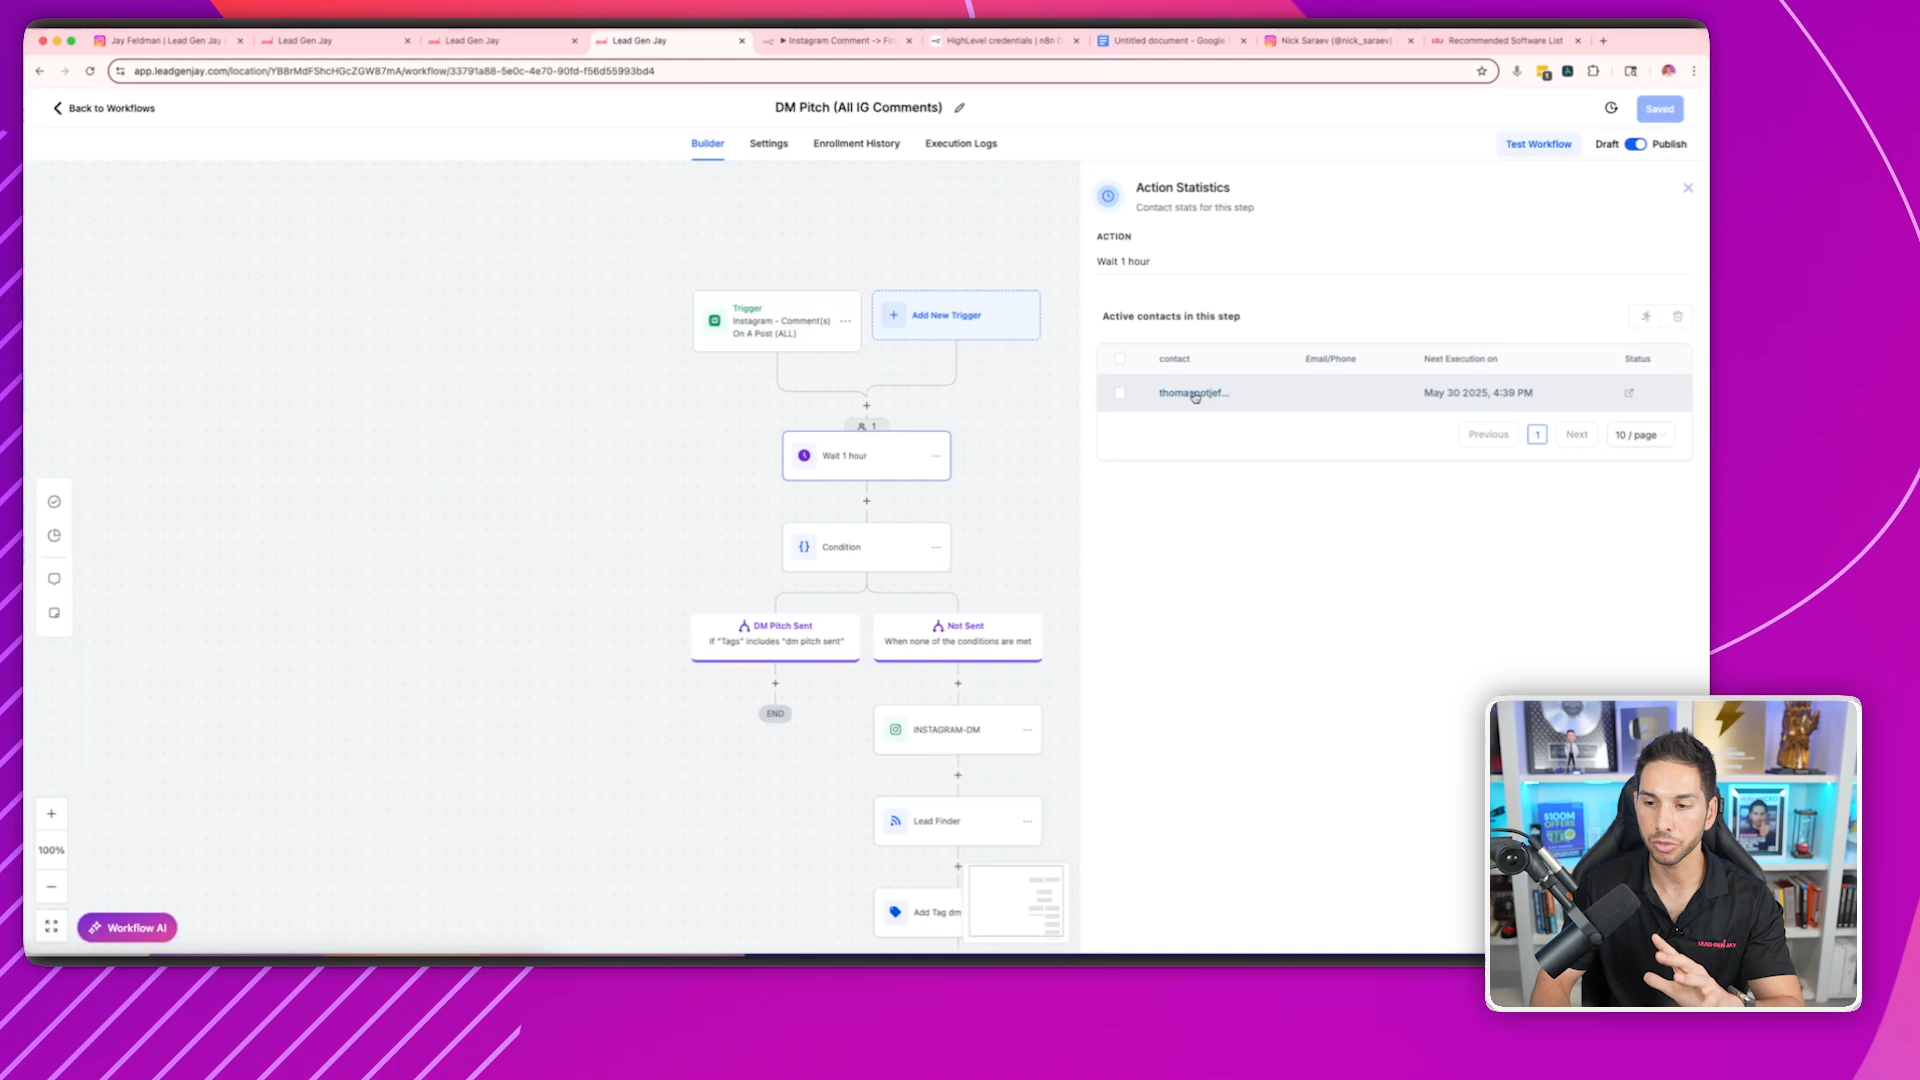 Jay Feldman | Lead Gen Jay
Lead Gen Jay
Lead Gen Jay
Lead Gen Jay
Instagram Comment -> Fir
HighLevel credentials | n8n D
Untitled document - Google
Nick Saraev (@nick_saraev)
Recommended Software List
app.leadgenjay.com/location/YB8rMdFShcHGcZGW87mA/workflow/33791a88-5e0c-4e70-90fd-f56d55993bd4
Back to Workflows
DM Pitch (All IG Comments)
Saved
Builder
Settings
Enrollment History
Execution Logs
Test Workflow
Draft
Publish
Action Statistics
Contact stats for this step
ACTION
Wait 1 hour
Active contacts in this step
contact
Email/Phone
Next Execution on
Status
May 30 2025, 4:39 PM
Previous
1
Next
10 / page
Trigger
Instagram - Comment(s)
On A Post (ALL)
Add New Trigger
1
Wait 1 hour
Condition
DM Pitch Sent
If "Tags" includes "dm pitch sent"
Not Sent
When none of the conditions are met
END
INSTAGRAM-DM
Lead Finder
Add Tag dm
100%
Workflow AI
$100M
OFFERS
LEAD GEN JAY